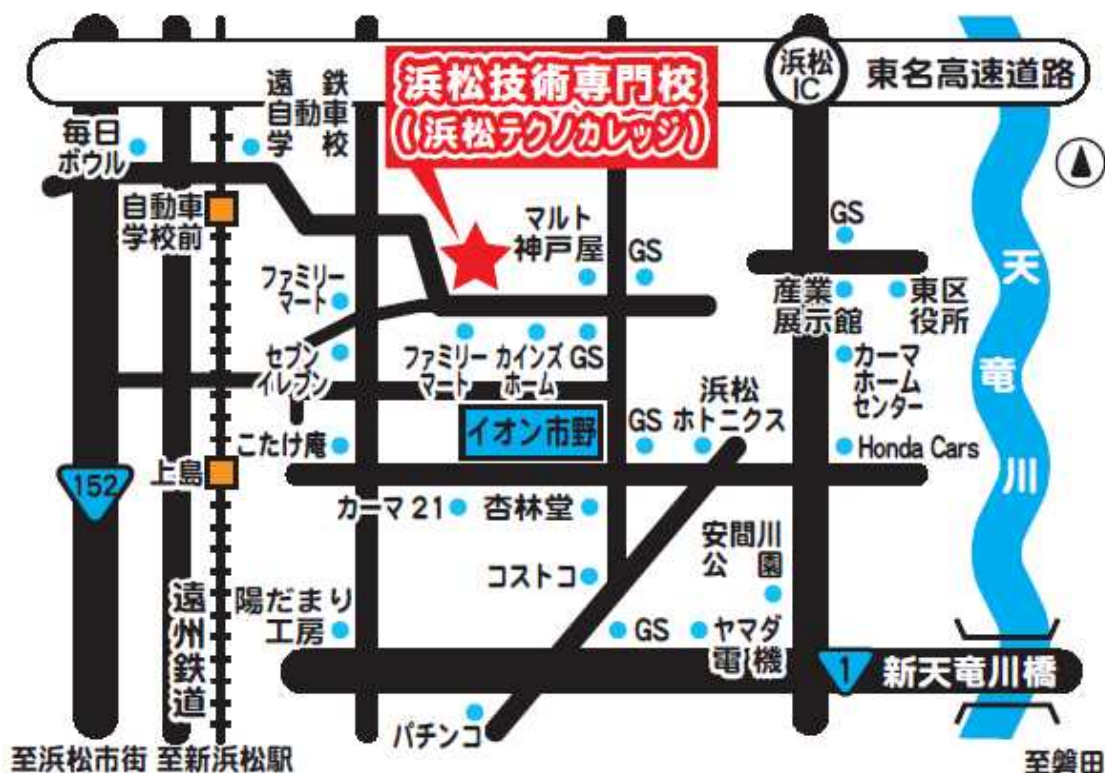 浜松
IC
東名高速道路
浜松技術専門校
(浜松テクノカレッジ)
遠鉄
自動車
学校
毎日
ボウル
自動車
学校前
マルト
神戸屋
GS
GS
ファミリー
マート
産業
展示館
東区
役所
天竜川
セブン
イレブン
ファミリー
マート
カインズ
ホーム
GS
カーマ
ホーム
センター
浜松
ホトニクス
イオン市野
GS
こたけ庵
Honda Cars
152
上島
カーマ 21
杏林堂
安間川
公園
コストコ
遠州鉄道
陽だまり
工房
GS
ヤマダ
電機
1
新天竜川橋
パチンコ
至浜松市街
至新浜松駅
至磐田